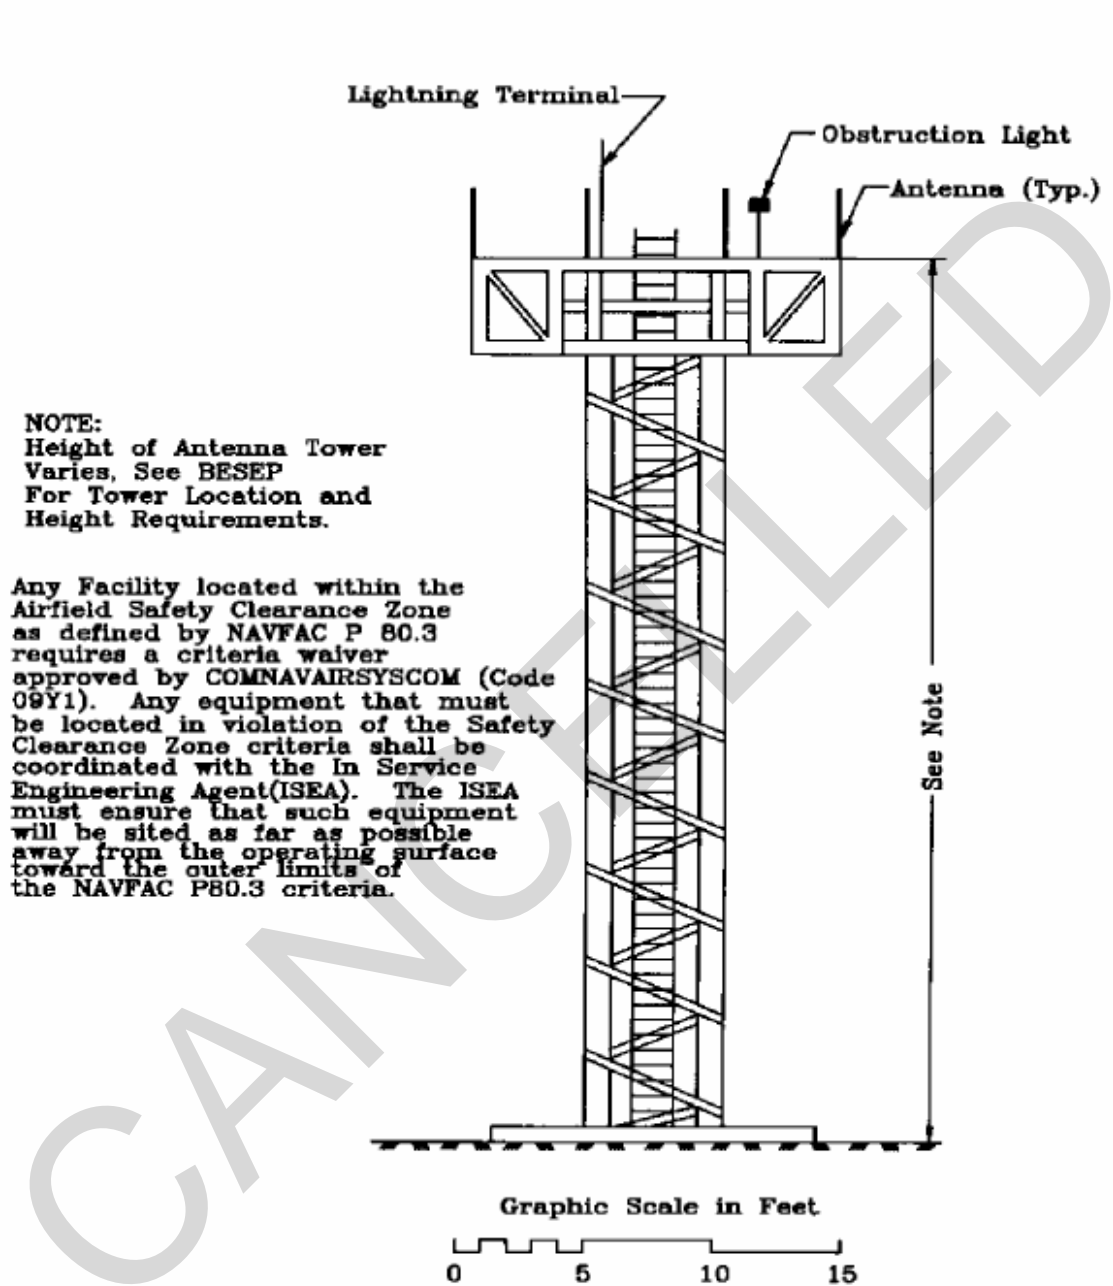 Lightning Terminal
Obstruction Light
Antenna (Typ.)
NOTE:
Height of Antenna Tower
Varies, See BESEP
For Tower Location and
Height Requirements.
Any Facility located within the
Airfield Safety Clearance Zone
as defined by NAVFAC P 80.3
requires a criteria waiver
approved by COMNAVAIRSYSCOM (Code
09Y1). Any equipment that must
be located in violation of the Safety
Clearance Zone criteria shall be
coordinated with the In Service
Engineering Agent(ISEA). The ISEA
must ensure that such equipment
will be sited as far as possible
away from the operating surface
toward the outer limits of
the NAVFAC P80.3 criteria.
See Note
CANCELLED
Graphic Scale in Feet
0 5 10 15